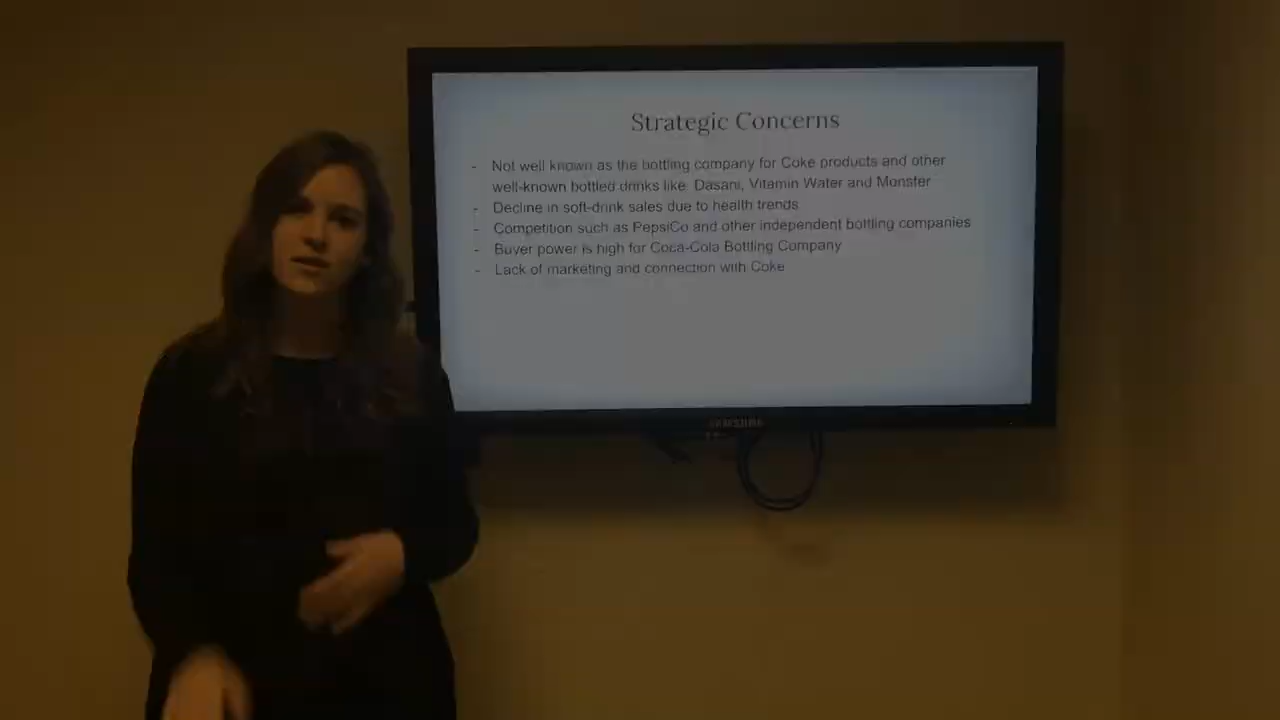 Strategic Concerns
- Not well known as the bottling company for Coke products and other
well-known bottled drinks like Dasani, Vitamin Water and Monster
- Decline in soft-drink sales due to health trends
- Competition such as PepsiCo and other independent bottling companies
- Buyer power is high for Coca-Cola Bottling Company
- Lack of marketing and connection with Coke
SAMSUNG